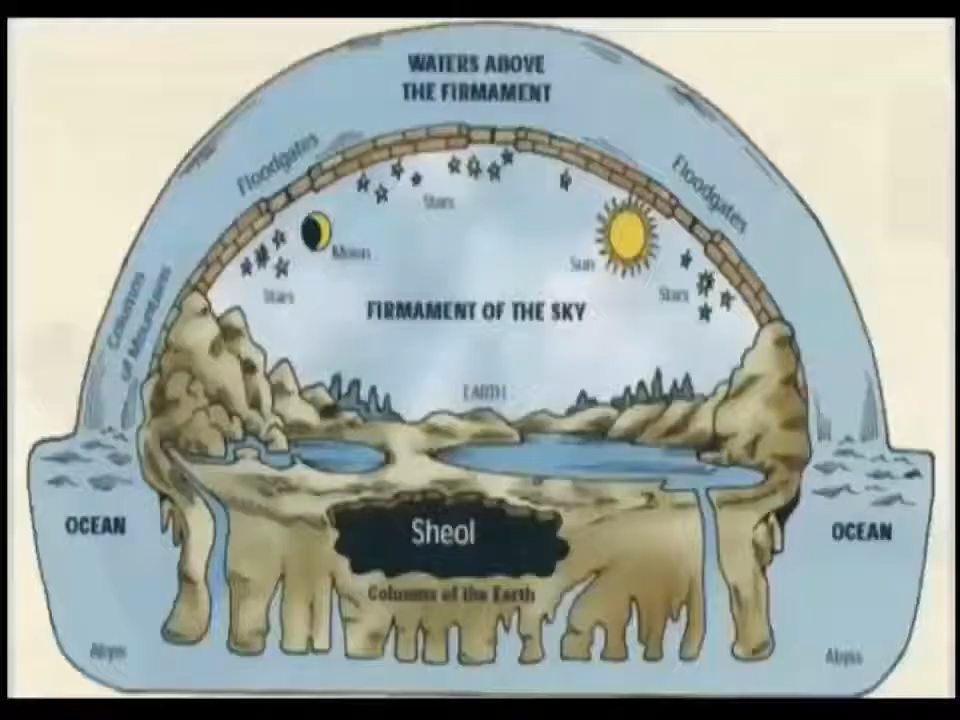 WATERS ABOVE
THE FIRMAMENT
Floodgates
Floodgates
Stars
Moon
Sun
Stars
Stars
Columns
of Mountains
FIRMAMENT OF THE SKY
EARTH
OCEAN
Sheol
OCEAN
Columns of the Earth
Abyss
Abyss